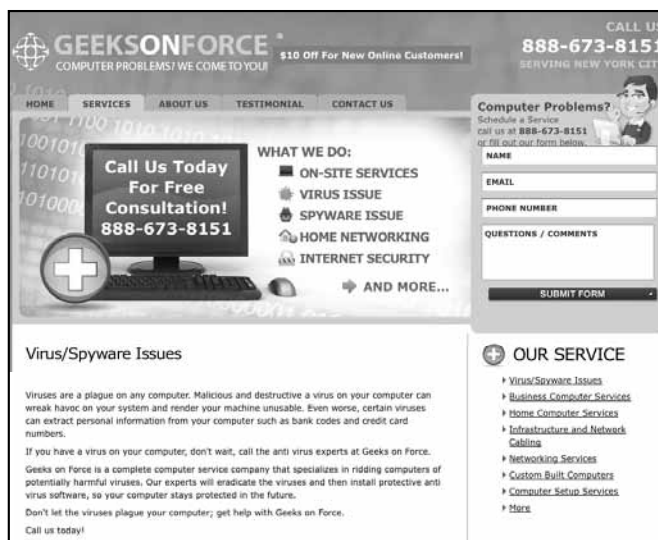 GEEKSONFORCE
COMPUTER PROBLEMS? WE COME TO YOU!
$10 Off For New Online Customers!
CALL US
888-673-8151
SERVING NEW YORK CITY
HOME
SERVICES
ABOUT US
TESTIMONIAL
CONTACT US
Call Us Today
For Free
Consultation!
888-673-8151
WHAT WE DO:
ON-SITE SERVICES
VIRUS ISSUE
SPYWARE ISSUE
HOME NETWORKING
INTERNET SECURITY
AND MORE...
Computer Problems?
Schedule a Service
call us at 888-673-8151
or fill out our form below.
NAME
EMAIL
PHONE NUMBER
QUESTIONS / COMMENTS
SUBMIT FORM
Virus/Spyware Issues
Viruses are a plague on any computer. Malicious and destructive a virus on your computer can
wreak havoc on your system and render your machine unusable. Even worse, certain viruses
can extract personal information from your computer such as bank codes and credit card
numbers.
If you have a virus on your computer, don't wait, call the anti virus experts at Geeks on Force.
Geeks on Force is a complete computer service company that specializes in ridding computers of
potentially harmful viruses. Our experts will eradicate the viruses and then install protective anti
virus software, so your computer stays protected in the future.
Don't let the viruses plague your computer; get help with Geeks on Force.
Call us today!
OUR SERVICE
Virus/Spyware Issues
Business Computer Services
Home Computer Services
Infrastructure and Network
Cabling
Networking Services
Custom Built Computers
Computer Setup Services
More